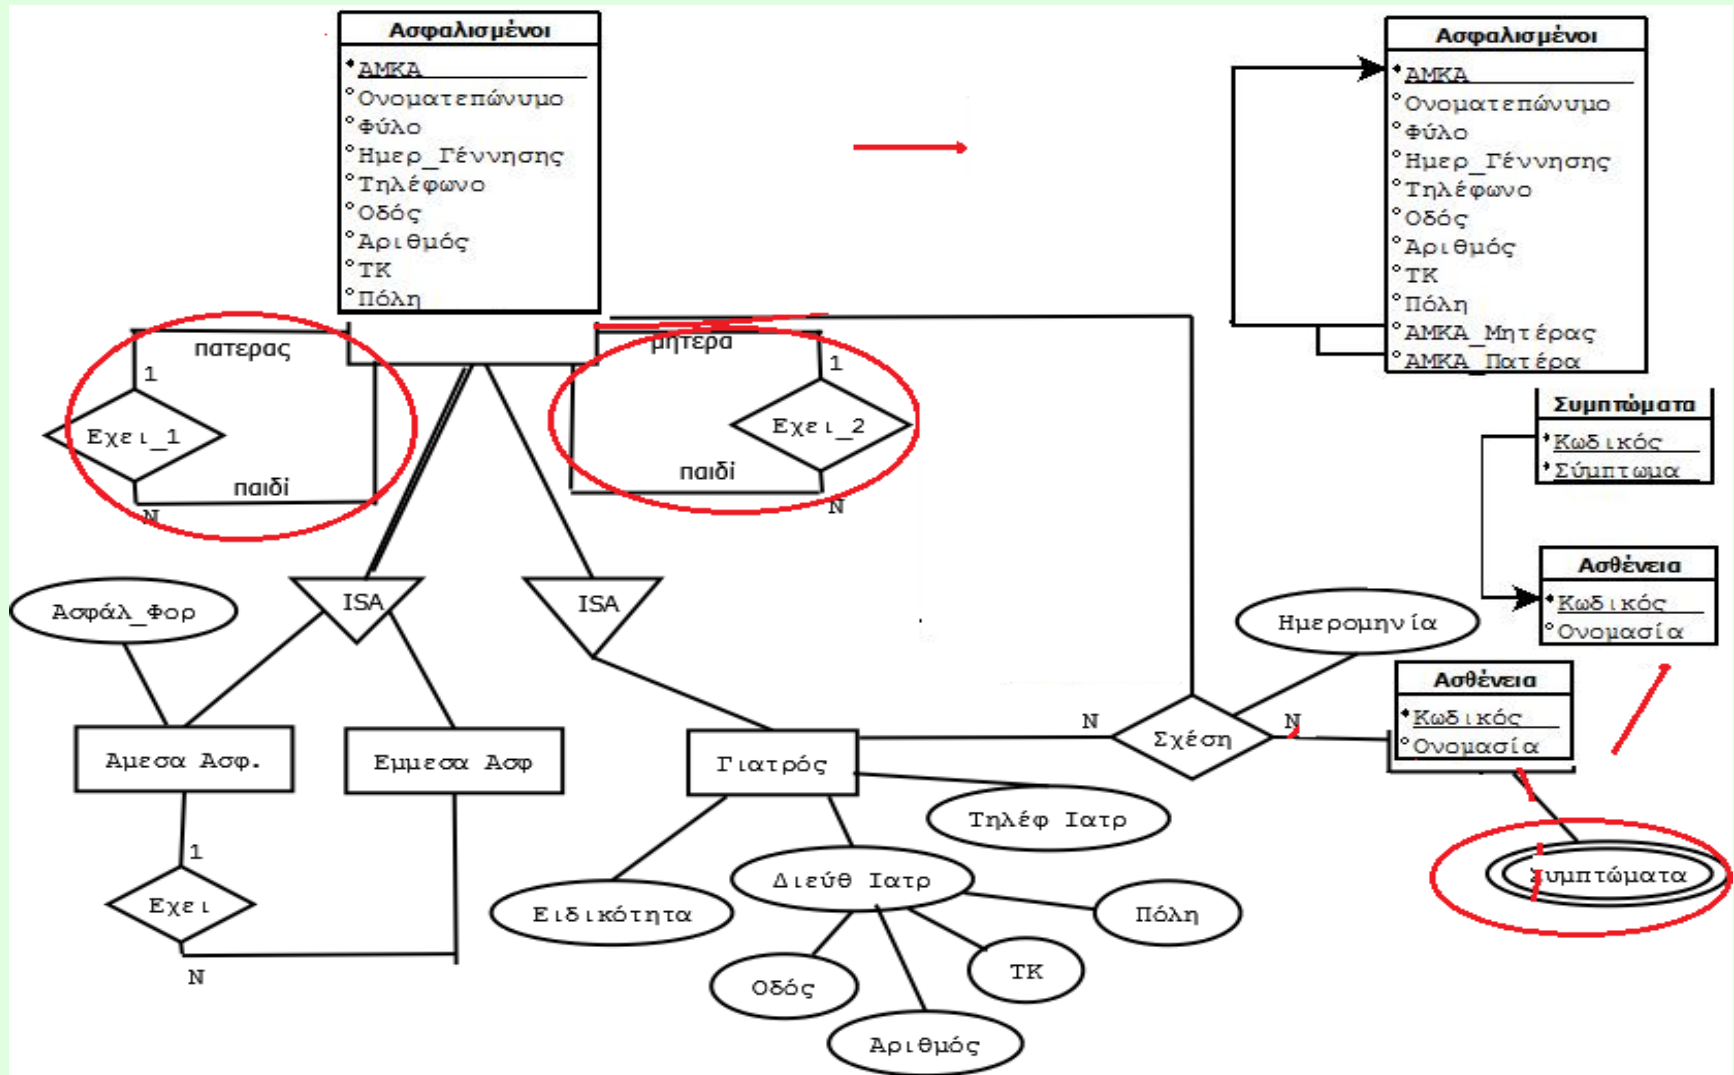 Ασφαλισμένοι
ΑΜΚΑ
Ονοματεπώνυμο
Φύλο
Ημερ_Γέννησης
Τηλέφωνο
Οδός
Αριθμός
ΤΚ
Πόλη
Ασφαλισμένοι
ΑΜΚΑ
Ονοματεπώνυμο
Φύλο
Ημερ_Γέννησης
Τηλέφωνο
Οδός
Αριθμός
ΤΚ
Πόλη
ΑΜΚΑ_Μητέρας
ΑΜΚΑ_Πατέρα
πατερας
1
Εχει_1
παιδί
Ν
μητερα
1
Εχει_2
παιδί
Ν
Συμπτώματα
Κωδικός
Σύμπτωμα
Ασθένεια
Κωδικός
Ονομασία
Ασφάλ_Φορ
ISA
ISA
Ημερομηνία
Ασθένεια
Κωδικός
Ονομασία
Άμεσα Ασφ.
Εμμεσα Ασφ
Γιατρός
Ν
Σχέση
Ν
Τηλέφ Ιατρ
1
Εχει
Ν
Ειδικότητα
Διεύθ Ιατρ
Πόλη
Οδός
ΤΚ
Αριθμός
Συμπτώματα